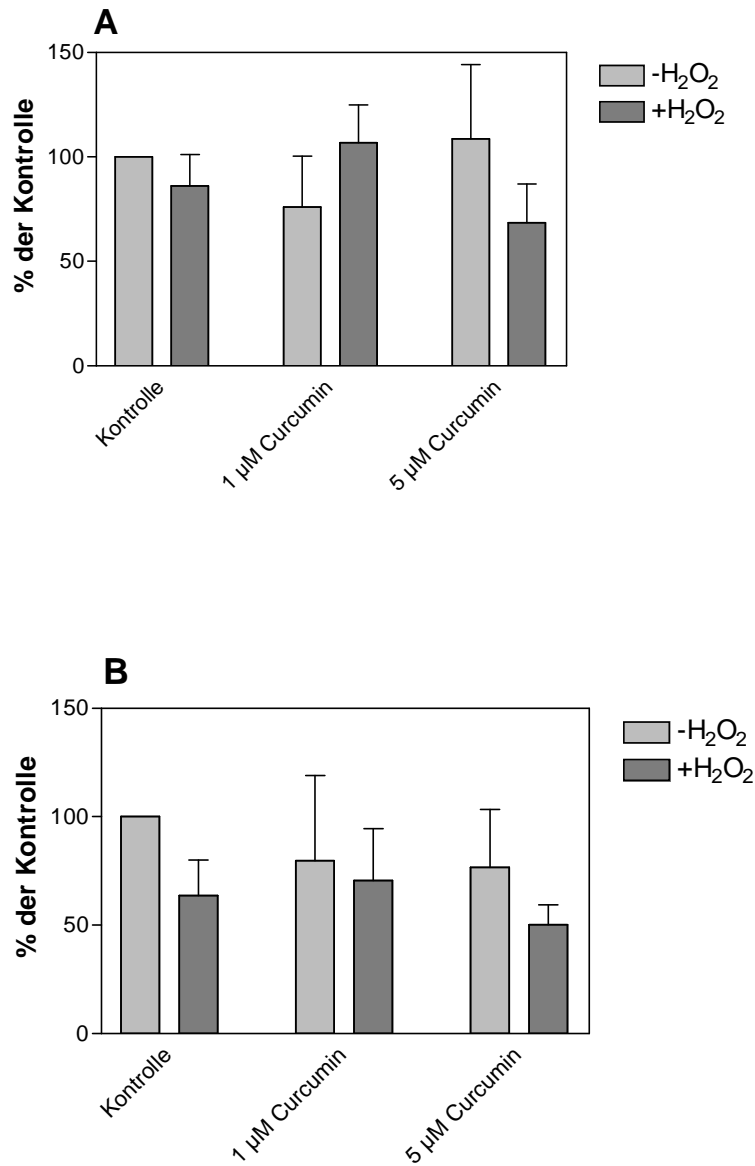 A
150
100
50
0
% der Kontrolle
-H₂O₂
+H₂O₂
Kontrolle
1 µM Curcumin
5 µM Curcumin
B
150
100
50
0
% der Kontrolle
-H₂O₂
+H₂O₂
Kontrolle
1 µM Curcumin
5 µM Curcumin